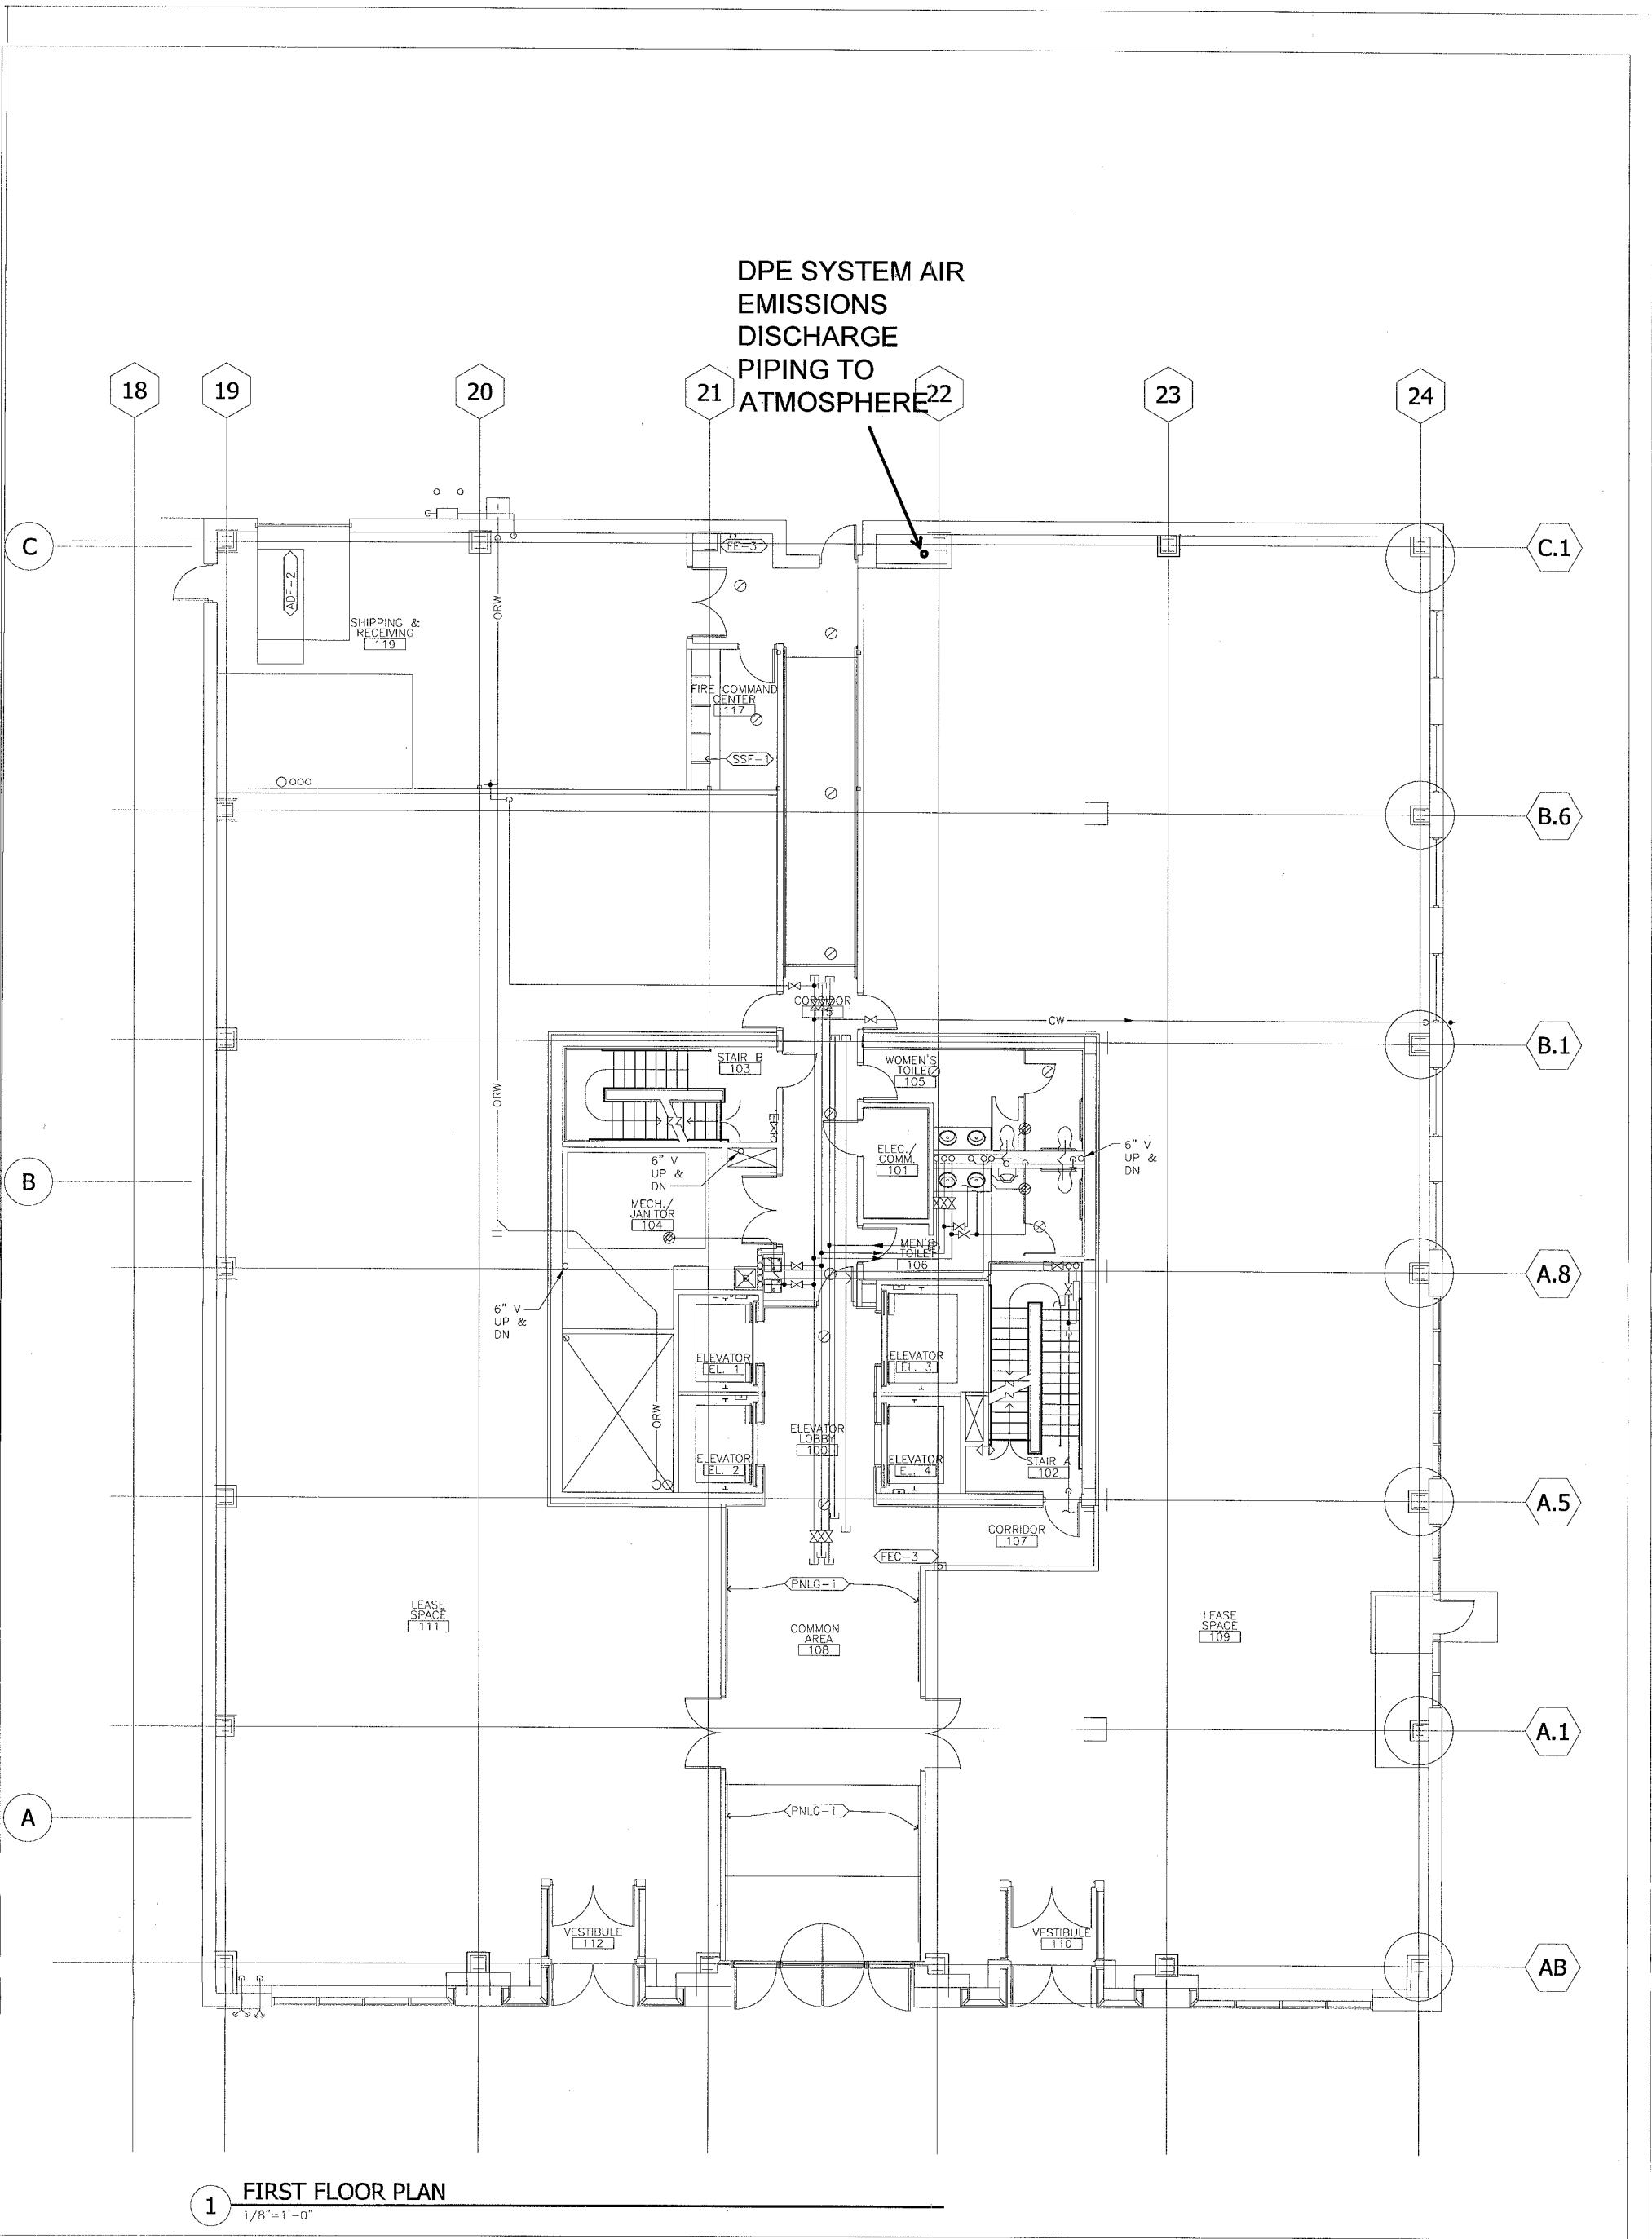 DPE SYSTEM AIR
EMISSIONS
DISCHARGE
PIPING TO
ATMOSPHERE
18
19
20
21
22
23
24
C
C.1
FE-3
ADF-2
ORW
SHIPPING &
RECEIVING
119
FIRE COMMAND
CENTER
117
SSF-1
B.6
CORRIDOR
CW
B.1
STAIR B
103
WOMEN'S
TOILET
105
ORW
ELEC./
COMM.
101
6" V
UP &
DN
6" V
UP &
DN
B
MECH./
JANITOR
104
MEN'S
TOILET
106
A.8
6" V
UP &
DN
ELEVATOR
EL. 1
ELEVATOR
EL. 3
ORW
ELEVATOR
LOBBY
100
ELEVATOR
EL. 2
ELEVATOR
EL. 4
STAIR A
102
A.5
CORRIDOR
107
FEC-3
PNLG-i
LEASE
SPACE
111
COMMON
AREA
108
LEASE
SPACE
109
A.1
PNLG-i
A
VESTIBULE
112
VESTIBULE
110
AB
1
FIRST FLOOR PLAN
1/8"=1'-0"